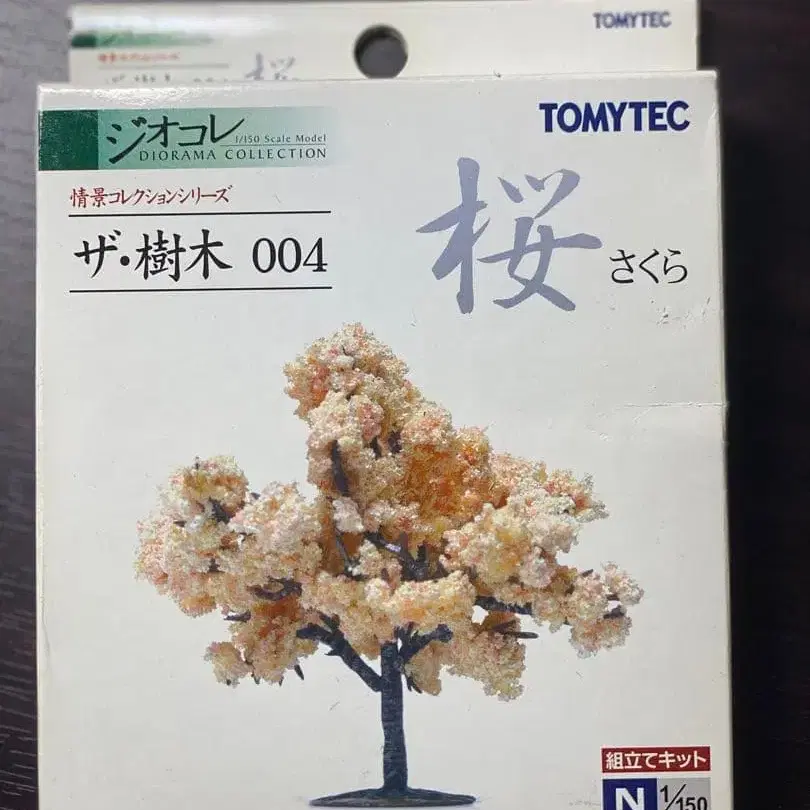 TOMYTEC
ジオコレ
1/150 Scale Model
DIORAMA COLLECTION
TOMYTEC
情景コレクションシリーズ
ザ・樹木 004
桜 さくら
組立てキット
N 1/150